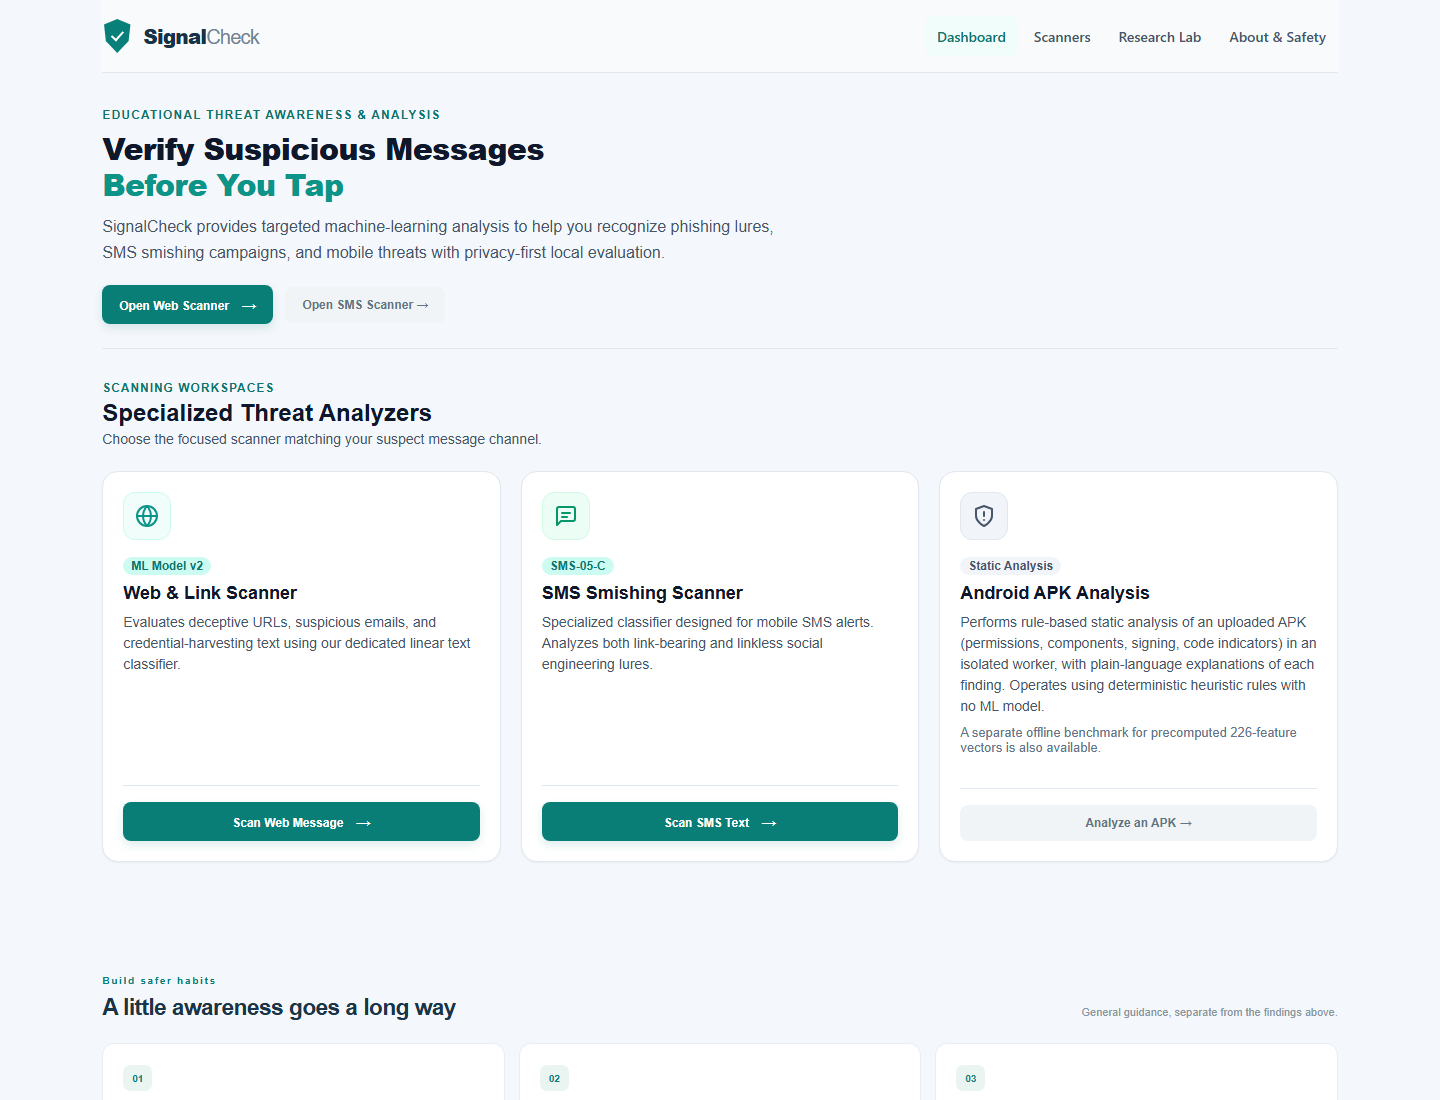 SignalCheck
Dashboard
Scanners
Research Lab
About & Safety
EDUCATIONAL THREAT AWARENESS & ANALYSIS
Verify Suspicious Messages
Before You Tap
SignalCheck provides targeted machine-learning analysis to help you recognize phishing lures,
SMS smishing campaigns, and mobile threats with privacy-first local evaluation.
Open Web Scanner →
Open SMS Scanner →
SCANNING WORKSPACES
Specialized Threat Analyzers
Choose the focused scanner matching your suspect message channel.
ML Model v2
Web & Link Scanner
Evaluates deceptive URLs, suspicious emails, and
credential-harvesting text using our dedicated linear text
classifier.
Scan Web Message →
SMS-05-C
SMS Smishing Scanner
Specialized classifier designed for mobile SMS alerts.
Analyzes both link-bearing and linkless social
engineering lures.
Scan SMS Text →
Static Analysis
Android APK Analysis
Performs rule-based static analysis of an uploaded APK
(permissions, components, signing, code indicators) in an
isolated worker, with plain-language explanations of each
finding. Operates using deterministic heuristic rules with
no ML model.
A separate offline benchmark for precomputed 226-feature
vectors is also available.
Analyze an APK →
Build safer habits
A little awareness goes a long way
General guidance, separate from the findings above.
01
02
03